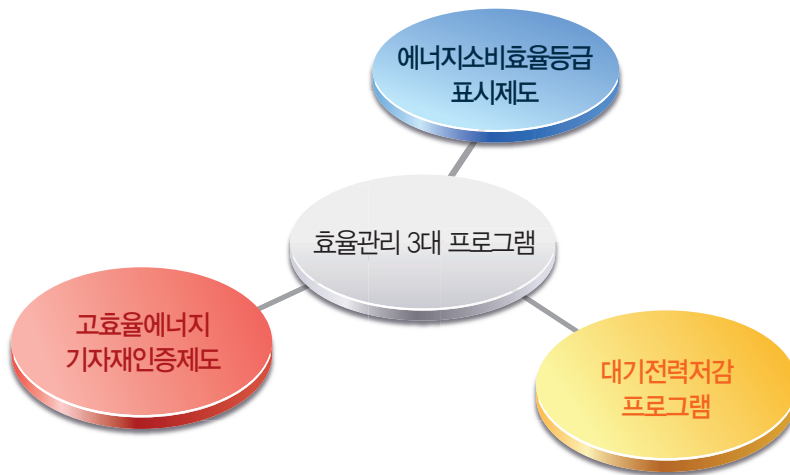 에너지소비효율등급
표시제도
효율관리 3대 프로그램
고효율에너지
기자재인증제도
대기전력저감
프로그램